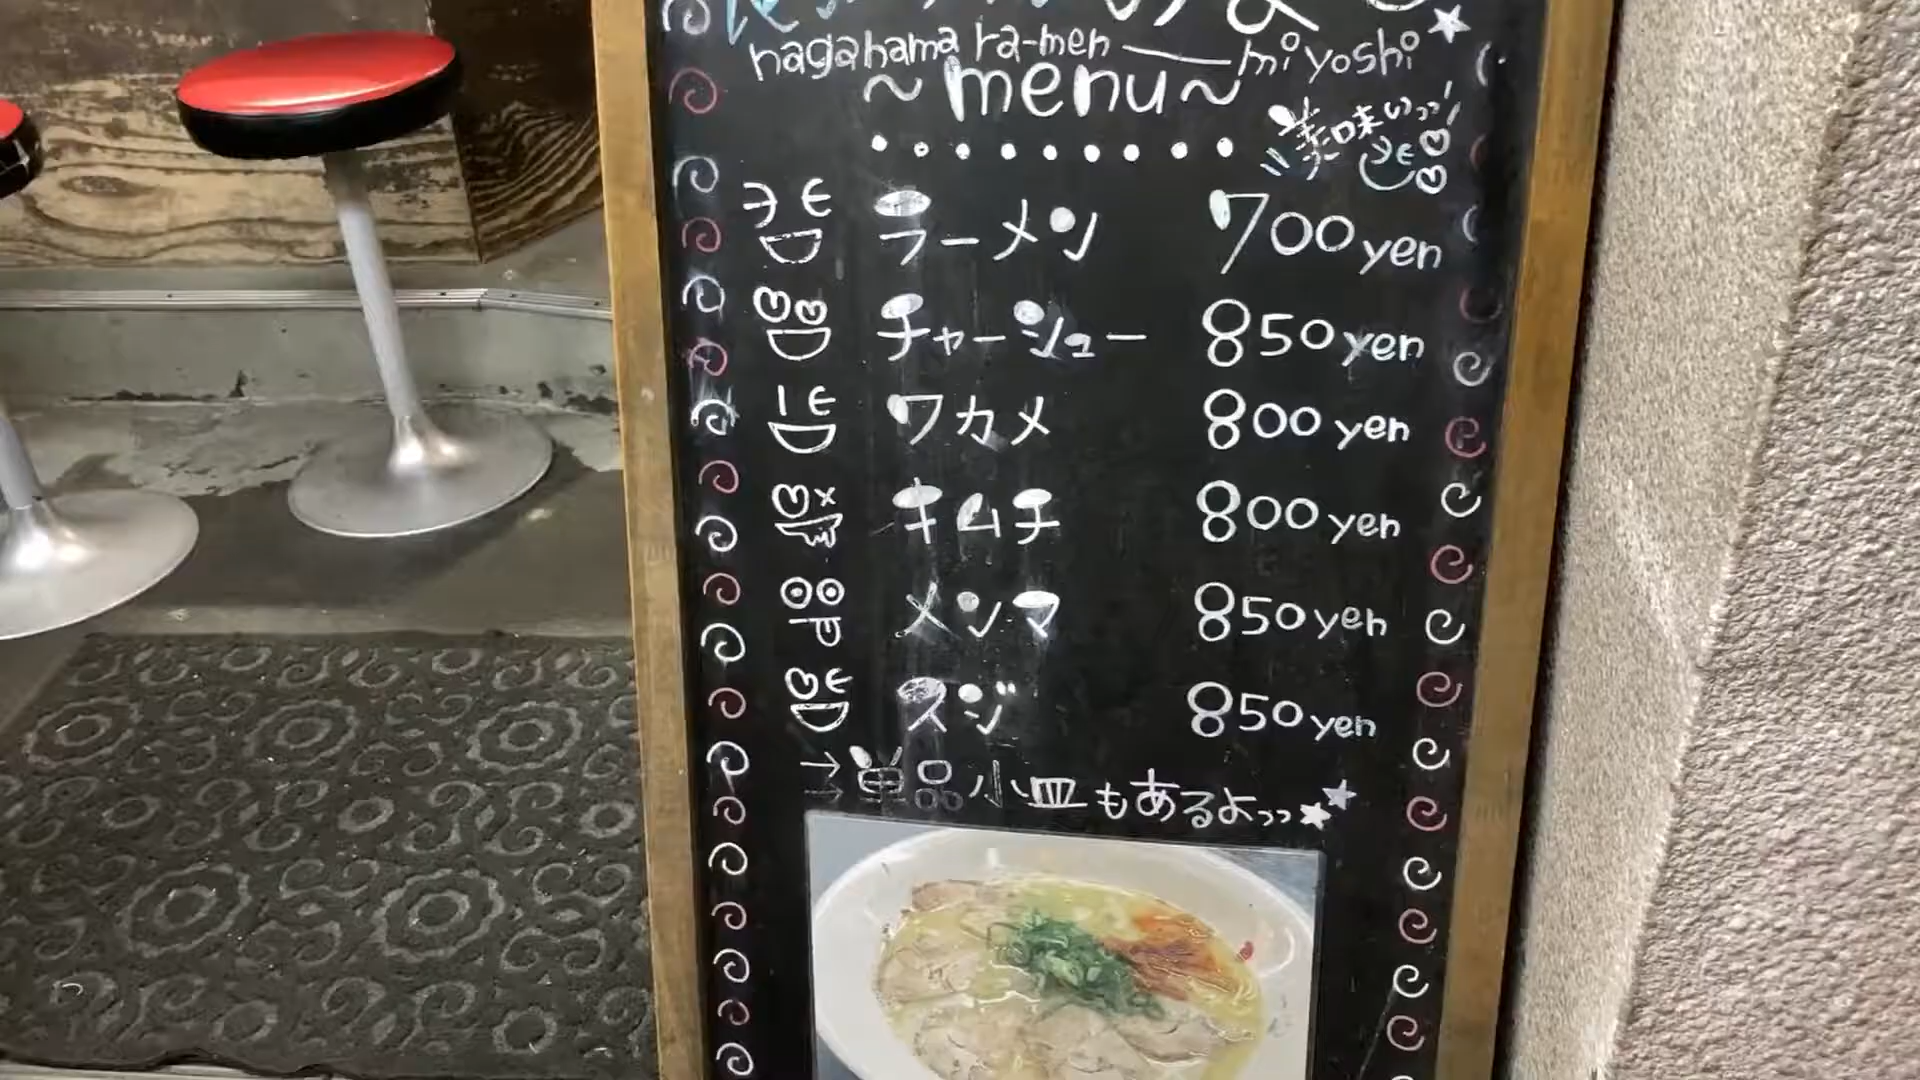 nagahama ra-men — miyoshi
~menu~
美味いっっ!
ラーメン 700yen
チャーシュー 850yen
ワカメ 800yen
キムチ 800yen
メンマ 850yen
スジ 850yen
→単品小皿もあるよっっ★★